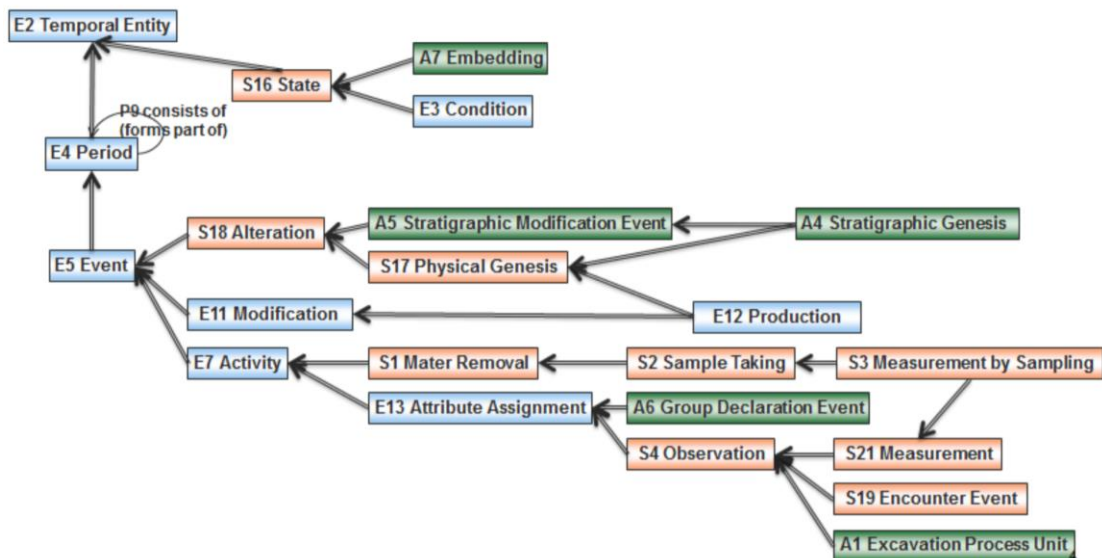 E2 Temporal Entity
A7 Embedding
S16 State
E3 Condition
P9 consists of
(forms part of)
E4 Period
A5 Stratigraphic Modification Event
A4 Stratigraphic Genesis
S18 Alteration
E5 Event
S17 Physical Genesis
E11 Modification
E12 Production
E7 Activity
S1 Mater Removal
S2 Sample Taking
S3 Measurement by Sampling
E13 Attribute Assignment
A6 Group Declaration Event
S4 Observation
S21 Measurement
S19 Encounter Event
A1 Excavation Process Unit